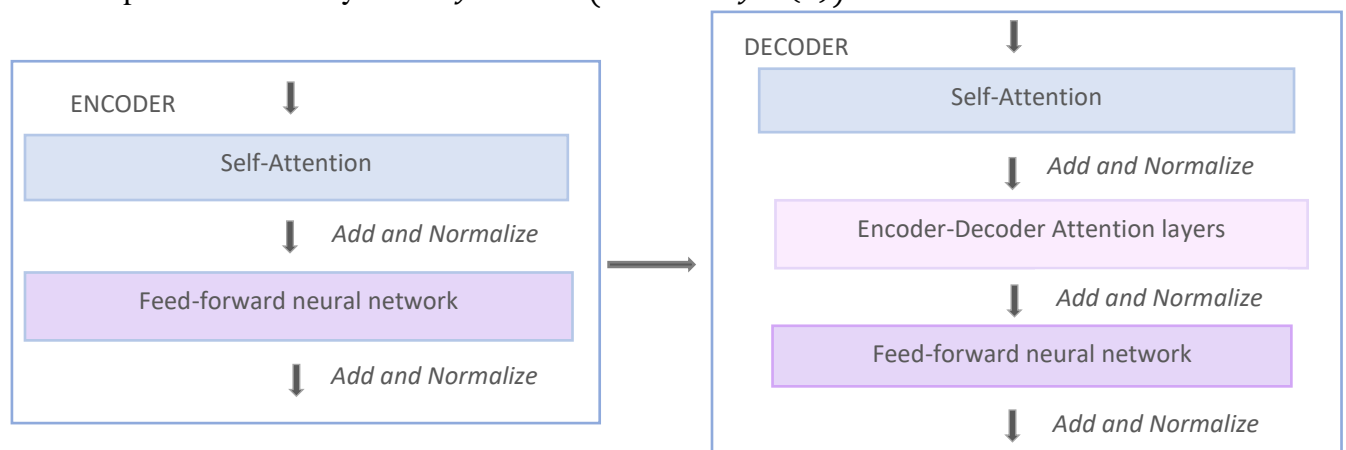 ENCODER
Self-Attention
Add and Normalize
Feed-forward neural network
Add and Normalize
DECODER
Self-Attention
Add and Normalize
Encoder-Decoder Attention layers
Add and Normalize
Feed-forward neural network
Add and Normalize